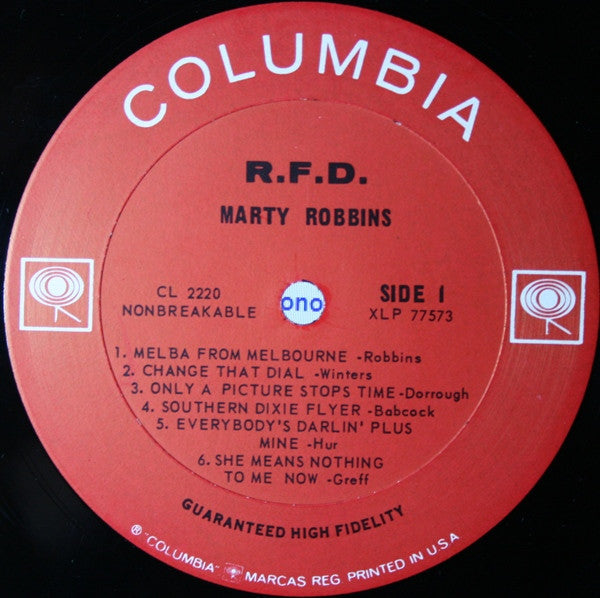 COLUMBIA
R.F.D.
MARTY ROBBINS
CL 2220
NONBREAKABLE
ono
SIDE 1
XLP 77573
1. MELBA FROM MELBOURNE -Robbins
2. CHANGE THAT DIAL -Winters
3. ONLY A PICTURE STOPS TIME -Dorrough
4. SOUTHERN DIXIE FLYER -Babcock
5. EVERYBODY'S DARLIN' PLUS
MINE -Hur
6. SHE MEANS NOTHING
TO ME NOW -Greff
GUARANTEED HIGH FIDELITY
® "COLUMBIA" MARCAS REG. PRINTED IN U.S.A.